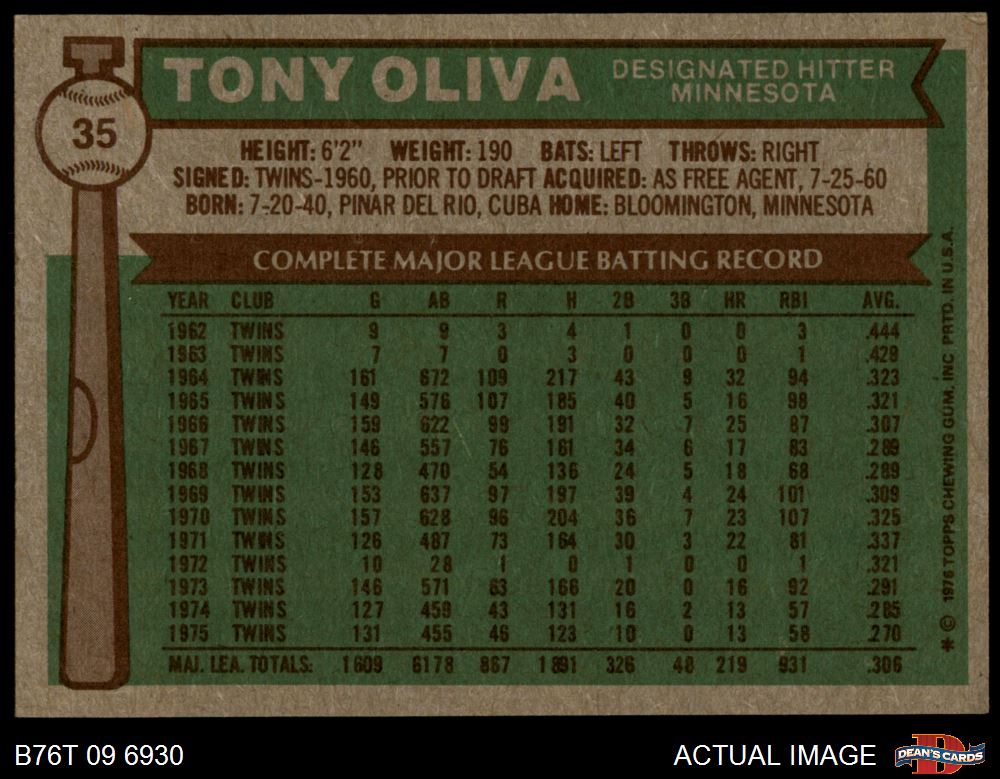 TONY OLIVA
DESIGNATED HITTER
MINNESOTA
35
HEIGHT: 6'2" WEIGHT: 190 BATS: LEFT THROWS: RIGHT
SIGNED: TWINS-1960, PRIOR TO DRAFT ACQUIRED: AS FREE AGENT, 7-25-60
BORN: 7-20-40, PINAR DEL RIO, CUBA HOME: BLOOMINGTON, MINNESOTA
COMPLETE MAJOR LEAGUE BATTING RECORD
YEAR CLUB G AB R H 2B 3B HR RBI AVG.
1962 TWINS 9 9 3 4 1 0 0 3 .444
1963 TWINS 7 7 0 3 0 0 0 1 .429
1964 TWINS 161 672 109 217 43 9 32 94 .323
1965 TWINS 149 576 107 185 40 5 16 98 .321
1966 TWINS 159 622 99 191 32 7 25 87 .307
1967 TWINS 146 557 76 161 34 6 17 83 .289
1968 TWINS 128 470 54 136 24 5 18 68 .289
1969 TWINS 153 637 97 197 39 4 24 101 .309
1970 TWINS 157 628 96 204 36 7 23 107 .325
1971 TWINS 126 487 73 164 30 3 22 81 .337
1972 TWINS 10 28 1 0 1 0 0 1 .321
1973 TWINS 146 571 63 166 20 0 16 92 .291
1974 TWINS 127 459 43 131 16 2 13 57 .285
1975 TWINS 131 455 46 123 10 0 13 58 .270
MAJ. LEA. TOTALS: 1609 6178 867 1891 326 48 219 931 .306
* © 1976 TOPPS CHEWING GUM, INC PRTD. IN U.S.A.
B76T 09 6930
ACTUAL IMAGE
DEAN'S CARDS